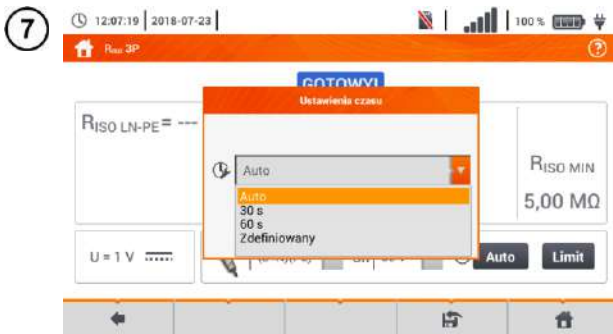 7
12:07:19 2018-07-23 100 %
RISO 3P
GOTOWY!
Ustawienia czasu
RISO LN-PE= ---
Auto
Auto
30 s
60 s
Zdefiniowany
RISO MIN
5,00 MΩ
U = 1 V
Auto Limit